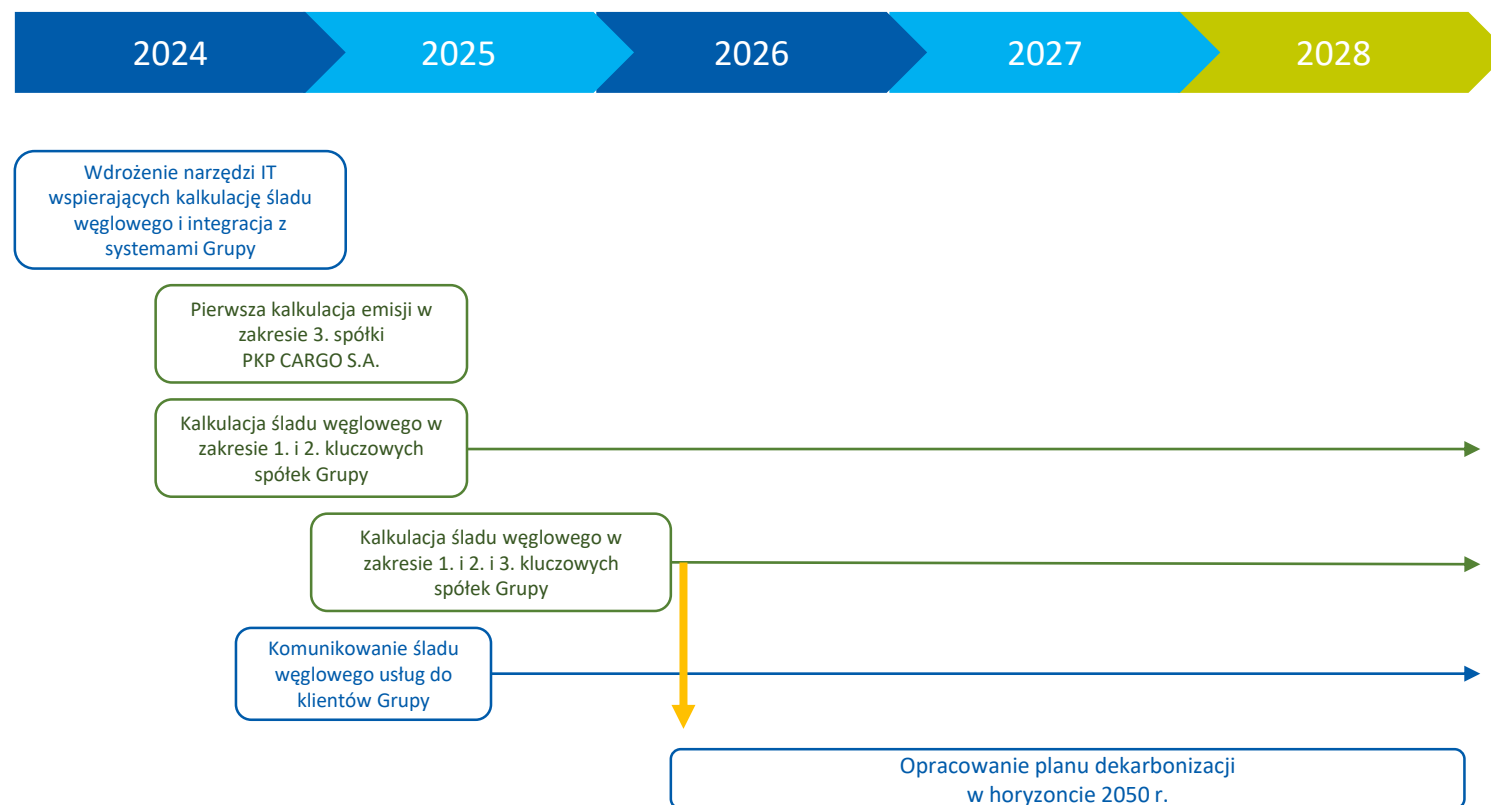 2024
2025
2026
2027
2028
Wdrożenie narzędzi IT
wspierających kalkulację śladu
węglowego i integracja z
systemami Grupy
Pierwsza kalkulacja emisji w
zakresie 3. spółki
PKP CARGO S.A.
Kalkulacja śladu węglowego w
zakresie 1. i 2. kluczowych
spółek Grupy
Kalkulacja śladu węglowego w
zakresie 1. i 2. i 3. kluczowych
spółek Grupy
Komunikowanie śladu
węglowego usług do
klientów Grupy
Opracowanie planu dekarbonizacji
w horyzoncie 2050 r.